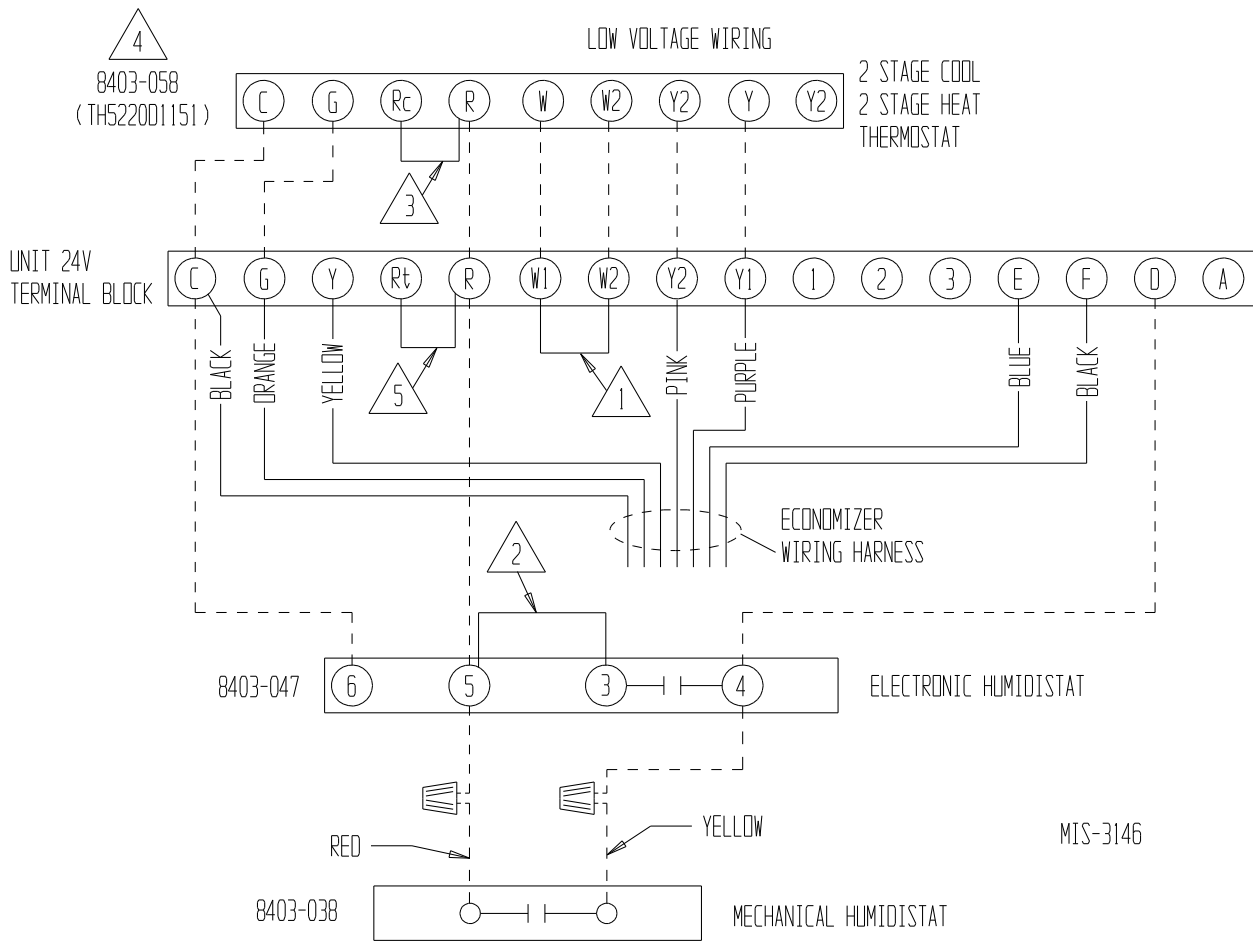 LOW VOLTAGE WIRING
4
8403-058
(TH5220D1151)
C G Rc R W W2 Y2 Y Y2
2 STAGE COOL
2 STAGE HEAT
THERMOSTAT
3
UNIT 24V
TERMINAL BLOCK
C G Y Rt R W1 W2 Y2 Y1 1 2 3 E F D A
BLACK
ORANGE
YELLOW
5
1
PINK
PURPLE
BLUE
BLACK
ECONOMIZER
WIRING HARNESS
2
8403-047
6 5 3 4
ELECTRONIC HUMIDISTAT
RED
YELLOW
MIS-3146
8403-038
MECHANICAL HUMIDISTAT